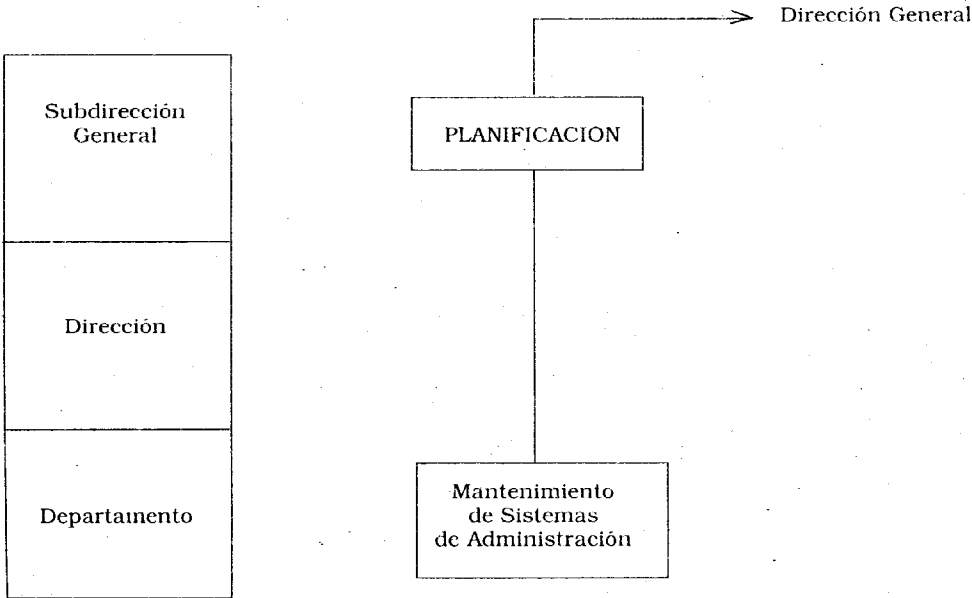 Dirección General
Subdirección
General
PLANIFICACION
Dirección
Departamento
Mantenimiento
de Sistemas
de Administración